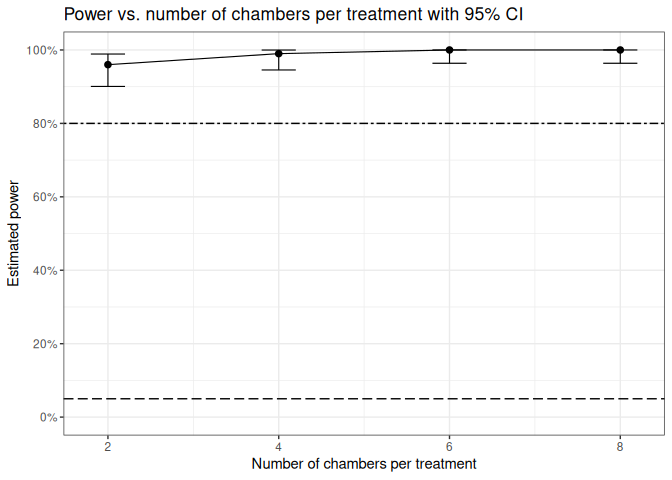 Power vs. number of chambers per treatment with 95% CI
100%
80%
60%
40%
20%
0%
Estimated power
2 4 6 8
Number of chambers per treatment